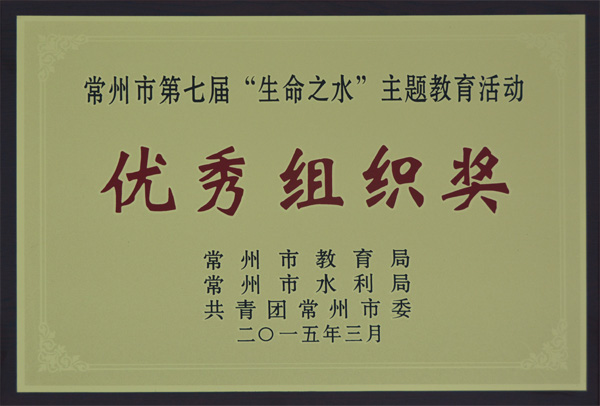 常州市第七届“生命之水”主题教育活动
优秀组织奖
常州市教育局
常州市水利局
共青团常州市委
二〇一五年三月